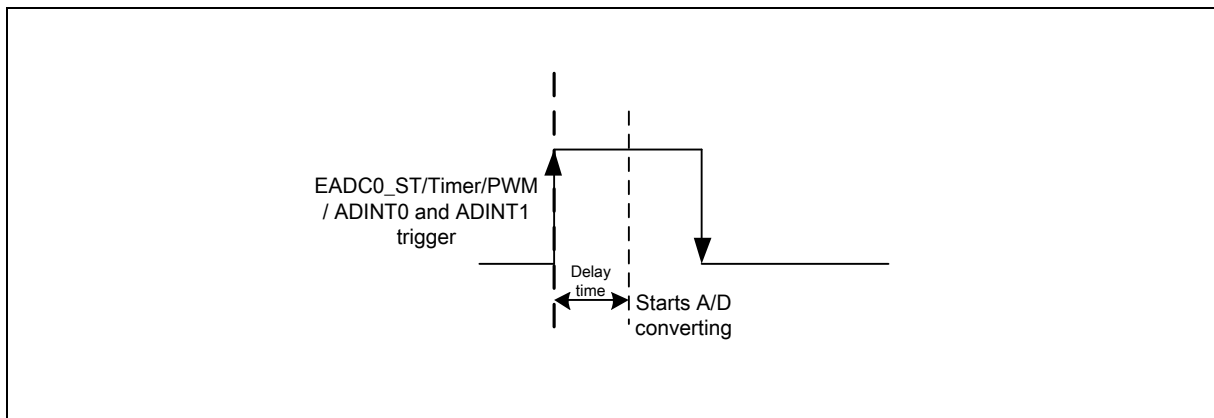 EADC0_ST/Timer/PWM
/ ADINT0 and ADINT1
trigger
Delay
time
Starts A/D
converting